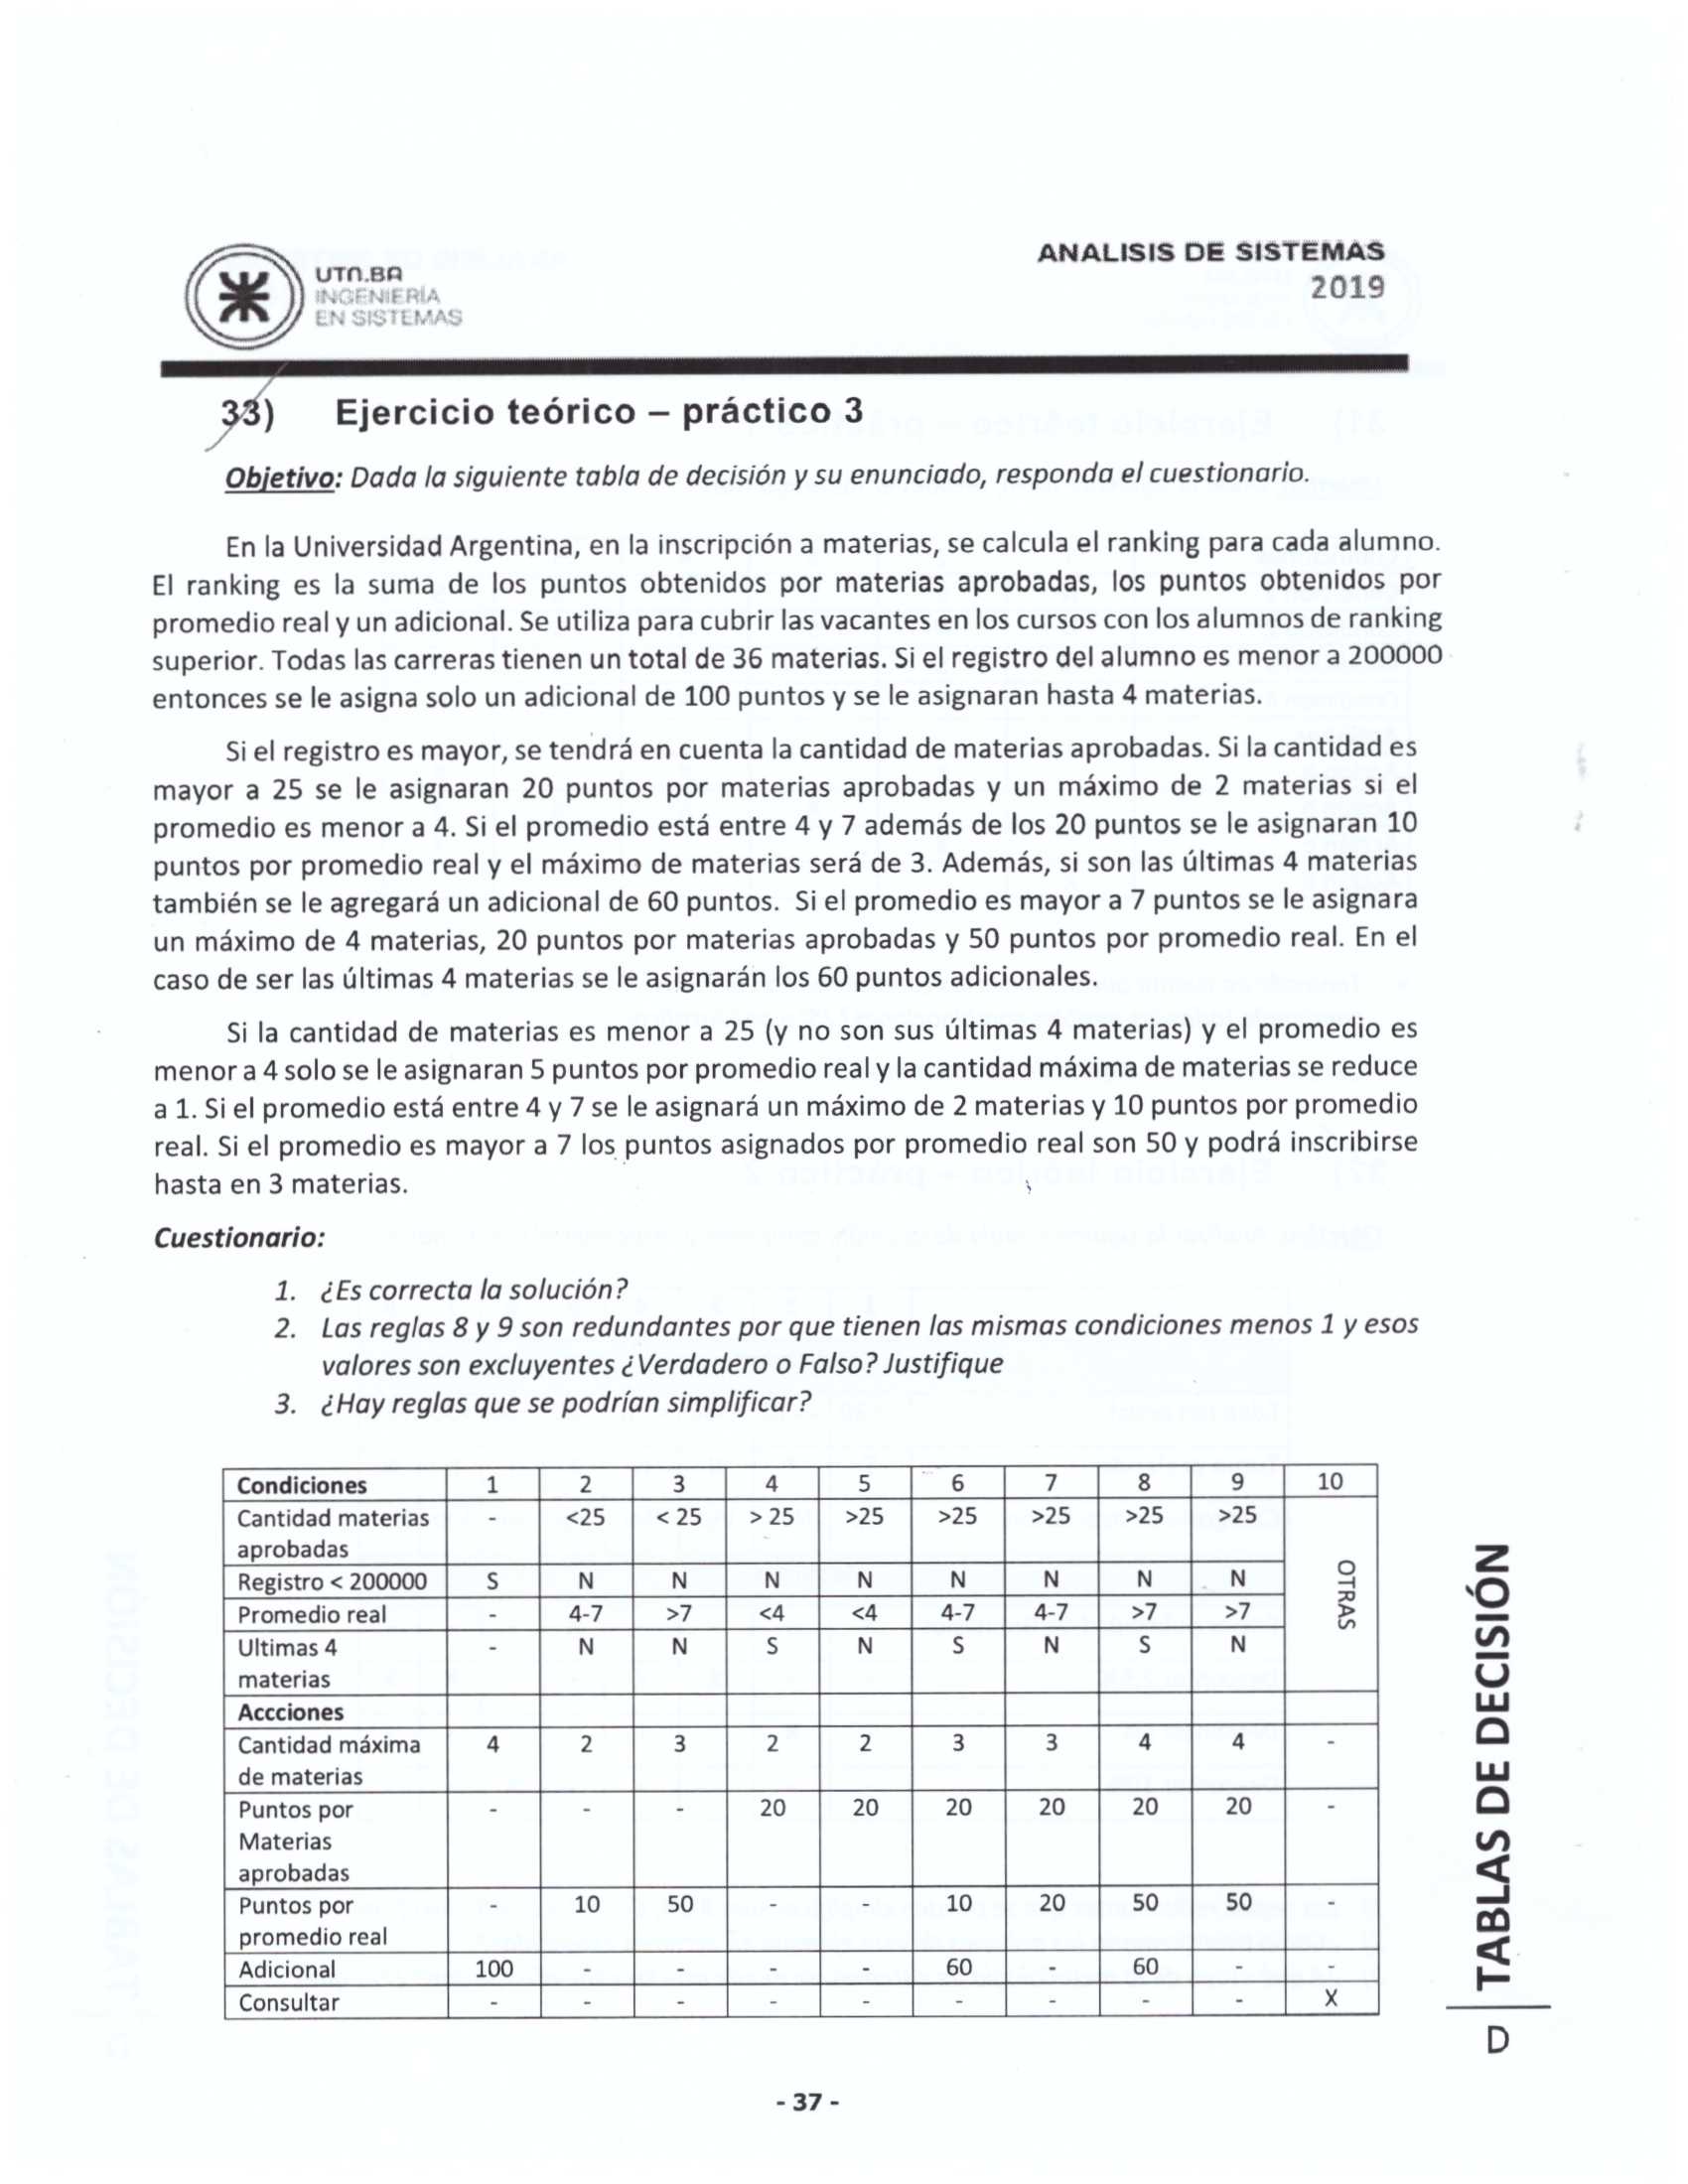 UTN.BA
INGENIERÍA
EN SISTEMAS
ANALISIS DE SISTEMAS
2019
33) Ejercicio teórico – práctico 3
Objetivo: Dada la siguiente tabla de decisión y su enunciado, responda el cuestionario.
En la Universidad Argentina, en la inscripción a materias, se calcula el ranking para cada alumno.
El ranking es la suma de los puntos obtenidos por materias aprobadas, los puntos obtenidos por
promedio real y un adicional. Se utiliza para cubrir las vacantes en los cursos con los alumnos de ranking
superior. Todas las carreras tienen un total de 36 materias. Si el registro del alumno es menor a 200000
entonces se le asigna solo un adicional de 100 puntos y se le asignaran hasta 4 materias.
Si el registro es mayor, se tendrá en cuenta la cantidad de materias aprobadas. Si la cantidad es
mayor a 25 se le asignaran 20 puntos por materias aprobadas y un máximo de 2 materias si el
promedio es menor a 4. Si el promedio está entre 4 y 7 además de los 20 puntos se le asignaran 10
puntos por promedio real y el máximo de materias será de 3. Además, si son las últimas 4 materias
también se le agregará un adicional de 60 puntos. Si el promedio es mayor a 7 puntos se le asignara
un máximo de 4 materias, 20 puntos por materias aprobadas y 50 puntos por promedio real. En el
caso de ser las últimas 4 materias se le asignarán los 60 puntos adicionales.
Si la cantidad de materias es menor a 25 (y no son sus últimas 4 materias) y el promedio es
menor a 4 solo se le asignaran 5 puntos por promedio real y la cantidad máxima de materias se reduce
a 1. Si el promedio está entre 4 y 7 se le asignará un máximo de 2 materias y 10 puntos por promedio
real. Si el promedio es mayor a 7 los puntos asignados por promedio real son 50 y podrá inscribirse
hasta en 3 materias.
Cuestionario:
1. ¿Es correcta la solución?
2. Las reglas 8 y 9 son redundantes por que tienen las mismas condiciones menos 1 y esos
valores son excluyentes ¿Verdadero o Falso? Justifique
3. ¿Hay reglas que se podrían simplificar?
Condiciones 1 2 3 4 5 6 7 8 9 10
Cantidad materias - <25 < 25 > 25 >25 >25 >25 >25 >25 OTRAS
aprobadas
Registro < 200000 S N N N N N N N N
Promedio real - 4-7 >7 <4 <4 4-7 4-7 >7 >7
Ultimas 4 - N N S N S N S N
materias
Accciones
Cantidad máxima 4 2 3 2 2 3 3 4 4 -
de materias
Puntos por - - - 20 20 20 20 20 20 -
Materias
aprobadas
Puntos por - 10 50 - - 10 20 50 50 -
promedio real
Adicional 100 - - - - 60 - 60 - -
Consultar - - - - - - - - - X
TABLAS DE DECISIÓN
D
- 37 -